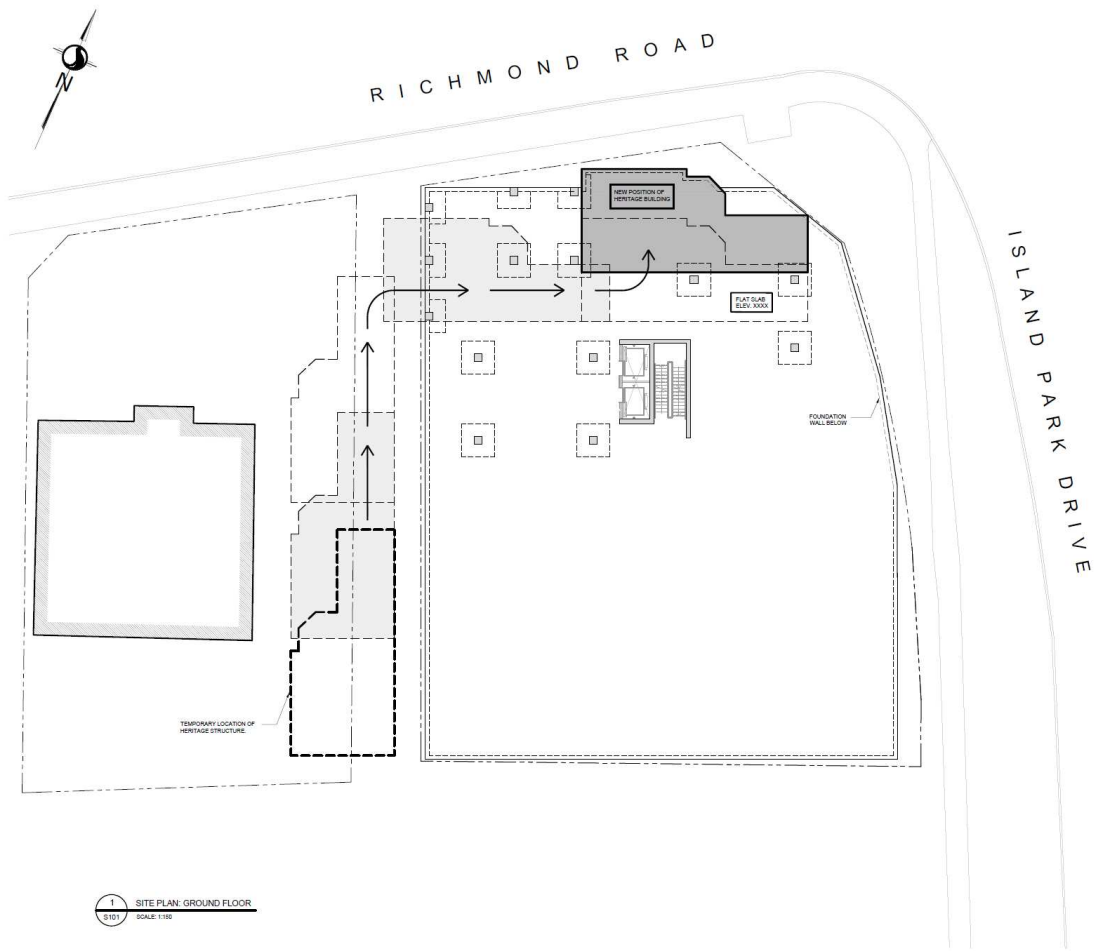 N
RICHMOND ROAD
NEW POSITION OF
HERITAGE BUILDING
ISLAND PARK DRIVE
FLAT SLAB
ELEV. XXXX
FOUNDATION
WALL BELOW
TEMPORARY LOCATION OF
HERITAGE STRUCTURE.
1
SITE PLAN: GROUND FLOOR
S101
SCALE: 1:150